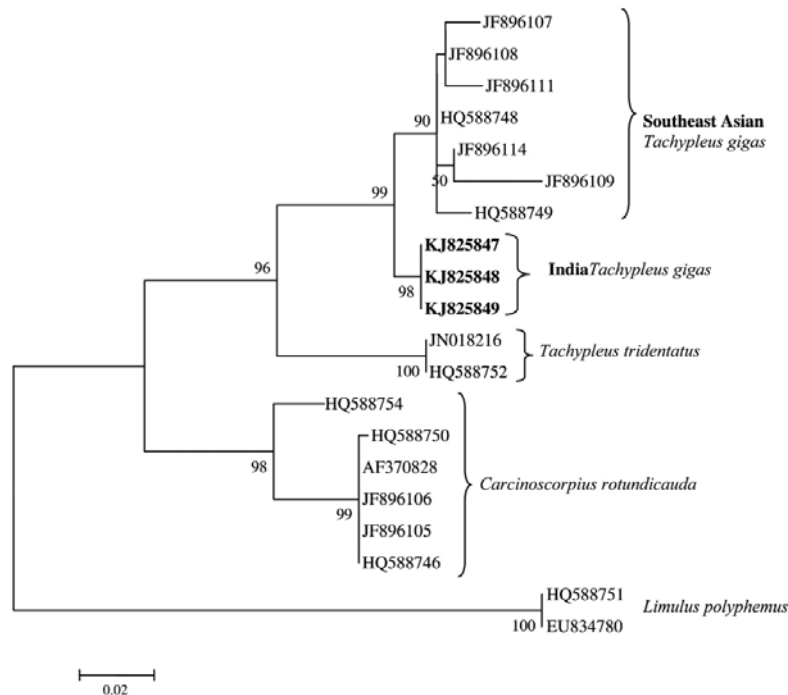 JF896107
JF896108
JF896111
90
HQ588748
Southeast Asian
Tachypleus gigas
JF896114
50
JF896109
99
HQ588749
KJ825847
96
98
KJ825848
IndiaTachypleus gigas
KJ825849
JN018216
100
HQ588752
Tachypleus tridentatus
HQ588754
98
HQ588750
AF370828
99
JF896106
Carcinoscorpius rotundicauda
JF896105
HQ588746
HQ588751
100
EU834780
Limulus polyphemus
0.02